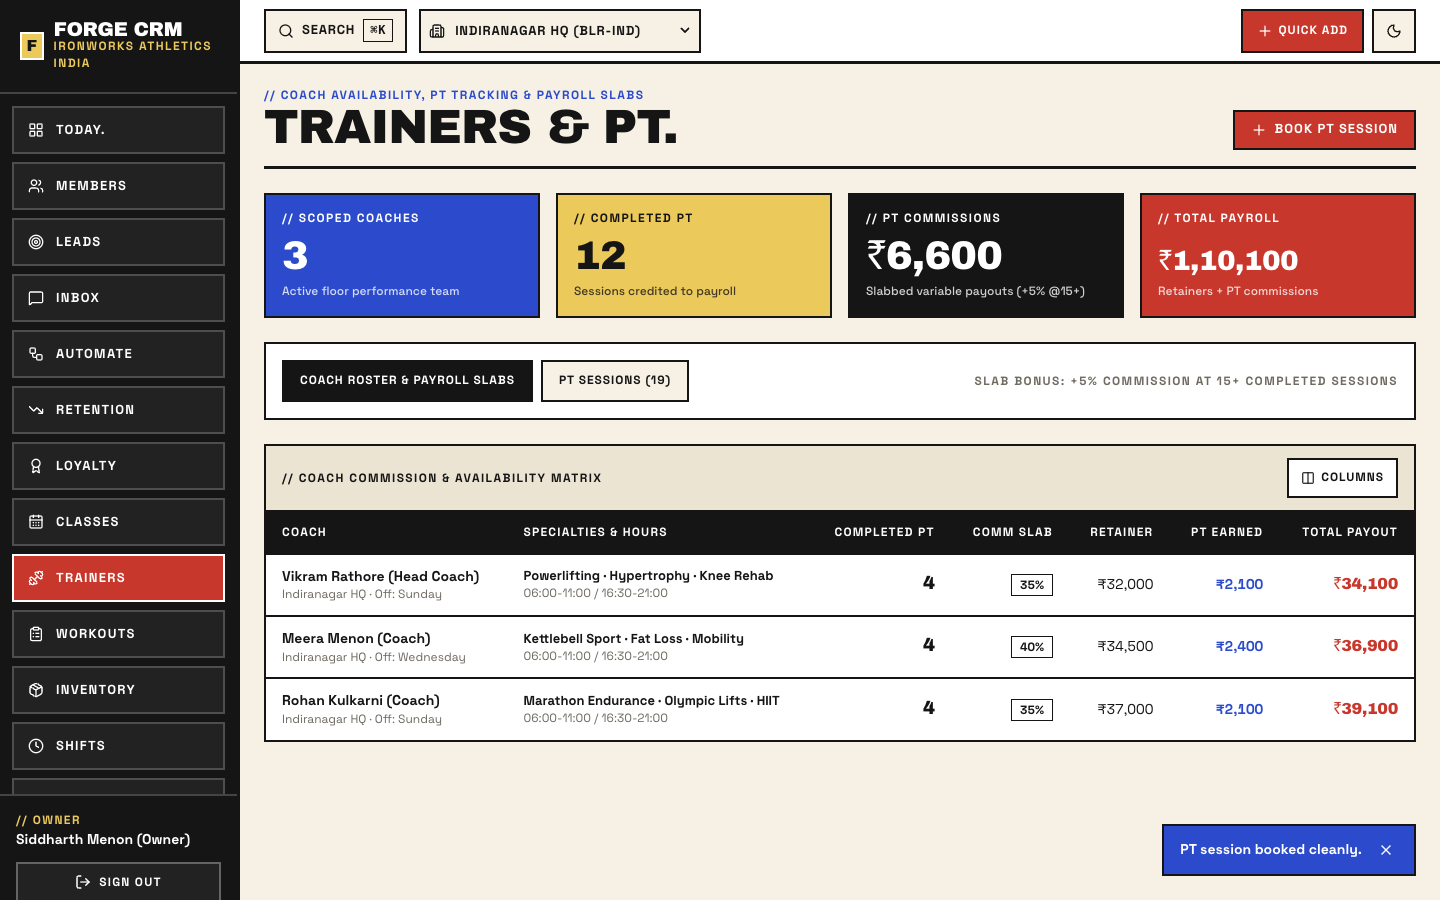 F
FORGE CRM
IRONWORKS ATHLETICS
INDIA
SEARCH ⌘K
INDIRANAGAR HQ (BLR-IND)
QUICK ADD
TODAY.
MEMBERS
LEADS
INBOX
AUTOMATE
RETENTION
LOYALTY
CLASSES
TRAINERS
WORKOUTS
INVENTORY
SHIFTS
// OWNER
Siddharth Menon (Owner)
SIGN OUT
// COACH AVAILABILITY, PT TRACKING & PAYROLL SLABS
TRAINERS & PT.
BOOK PT SESSION
// SCOPED COACHES
3
Active floor performance team
// COMPLETED PT
12
Sessions credited to payroll
// PT COMMISSIONS
₹6,600
Slabbed variable payouts (+5% @15+)
// TOTAL PAYROLL
₹1,10,100
Retainers + PT commissions
COACH ROSTER & PAYROLL SLABS
PT SESSIONS (19)
SLAB BONUS: +5% COMMISSION AT 15+ COMPLETED SESSIONS
// COACH COMMISSION & AVAILABILITY MATRIX
COLUMNS
COACH SPECIALTIES & HOURS COMPLETED PT COMM SLAB RETAINER PT EARNED TOTAL PAYOUT
Vikram Rathore (Head Coach) Powerlifting · Hypertrophy · Knee Rehab 4 35% ₹32,000 ₹2,100 ₹34,100
Indiranagar HQ · Off: Sunday 06:00-11:00 / 16:30-21:00
Meera Menon (Coach) Kettlebell Sport · Fat Loss · Mobility 4 40% ₹34,500 ₹2,400 ₹36,900
Indiranagar HQ · Off: Wednesday 06:00-11:00 / 16:30-21:00
Rohan Kulkarni (Coach) Marathon Endurance · Olympic Lifts · HIIT 4 35% ₹37,000 ₹2,100 ₹39,100
Indiranagar HQ · Off: Sunday 06:00-11:00 / 16:30-21:00
PT session booked cleanly.